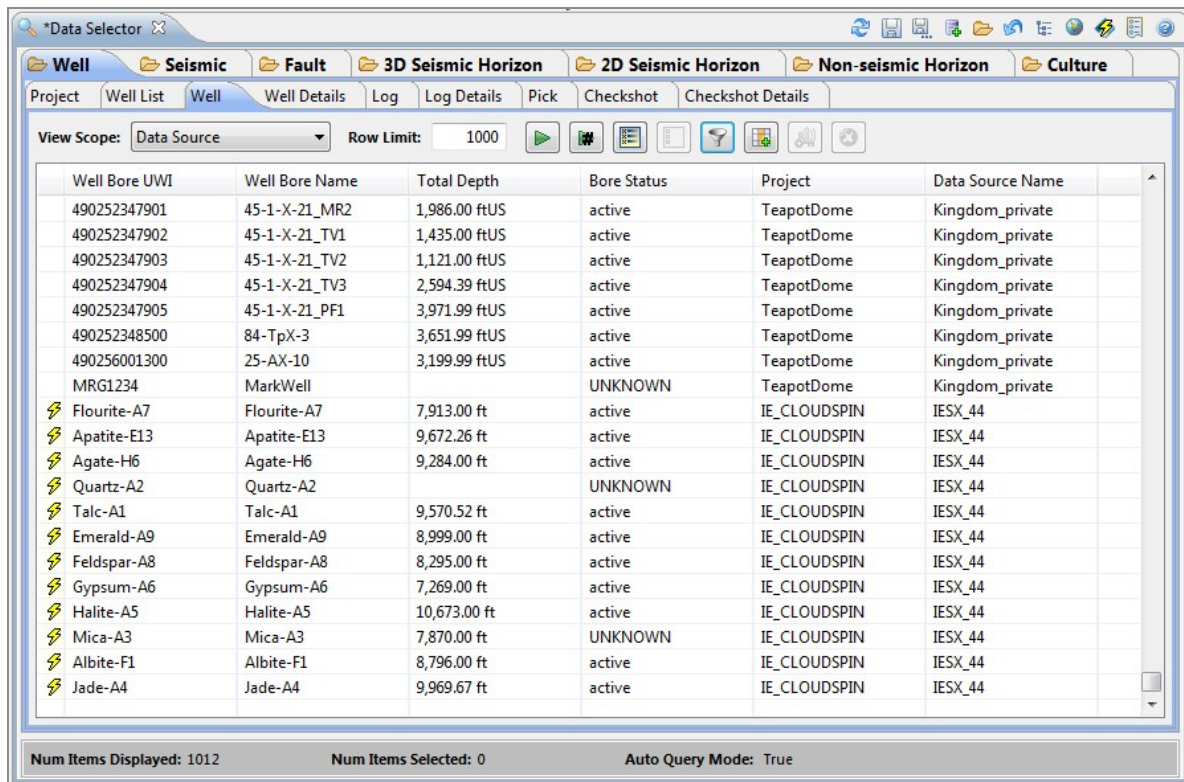 *Data Selector
Well Seismic Fault 3D Seismic Horizon 2D Seismic Horizon Non-seismic Horizon Culture
Project Well List Well Well Details Log Log Details Pick Checkshot Checkshot Details
View Scope: Data Source Row Limit: 1000
Well Bore UWI Well Bore Name Total Depth Bore Status Project Data Source Name
490252347901 45-1-X-21_MR2 1,986.00 ftUS active TeapotDome Kingdom_private
490252347902 45-1-X-21_TV1 1,435.00 ftUS active TeapotDome Kingdom_private
490252347903 45-1-X-21_TV2 1,121.00 ftUS active TeapotDome Kingdom_private
490252347904 45-1-X-21_TV3 2,594.39 ftUS active TeapotDome Kingdom_private
490252347905 45-1-X-21_PF1 3,971.99 ftUS active TeapotDome Kingdom_private
490252348500 84-TpX-3 3,651.99 ftUS active TeapotDome Kingdom_private
490256001300 25-AX-10 3,199.99 ftUS active TeapotDome Kingdom_private
MRG1234 MarkWell UNKNOWN TeapotDome Kingdom_private
Flourite-A7 Flourite-A7 7,913.00 ft active IE_CLOUDSPIN IESX_44
Apatite-E13 Apatite-E13 9,672.26 ft active IE_CLOUDSPIN IESX_44
Agate-H6 Agate-H6 9,284.00 ft active IE_CLOUDSPIN IESX_44
Quartz-A2 Quartz-A2 UNKNOWN IE_CLOUDSPIN IESX_44
Talc-A1 Talc-A1 9,570.52 ft active IE_CLOUDSPIN IESX_44
Emerald-A9 Emerald-A9 8,999.00 ft active IE_CLOUDSPIN IESX_44
Feldspar-A8 Feldspar-A8 8,295.00 ft active IE_CLOUDSPIN IESX_44
Gypsum-A6 Gypsum-A6 7,269.00 ft active IE_CLOUDSPIN IESX_44
Halite-A5 Halite-A5 10,673.00 ft active IE_CLOUDSPIN IESX_44
Mica-A3 Mica-A3 7,870.00 ft UNKNOWN IE_CLOUDSPIN IESX_44
Albite-F1 Albite-F1 8,796.00 ft active IE_CLOUDSPIN IESX_44
Jade-A4 Jade-A4 9,969.67 ft active IE_CLOUDSPIN IESX_44
Num Items Displayed: 1012 Num Items Selected: 0 Auto Query Mode: True